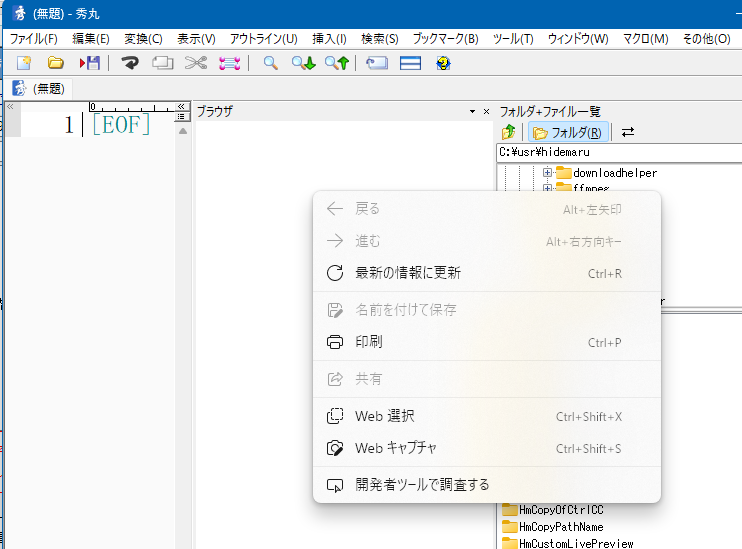 (無題) - 秀丸
ファイル(F) 編集(E) 変換(C) 表示(V) アウトライン(U) 挿入(I) 検索(S) ブックマーク(B) ツール(T) ウィンドウ(W) マクロ(M) その他(O)
(無題)
0
ブラウザ
フォルダ+ファイル一覧
1 [EOF]
フォルダ(R)
C:¥usr¥hidemaru
downloadhelper
ffmpeg
戻る Alt+左矢印
進む Alt+右方向キー
最新の情報に更新 Ctrl+R
名前を付けて保存
印刷 Ctrl+P
共有
Web 選択 Ctrl+Shift+X
Web キャプチャ Ctrl+Shift+S
開発者ツールで調査する
HmCopyOfCtrlCC
HmCopyPathName
HmCustomLivePreview